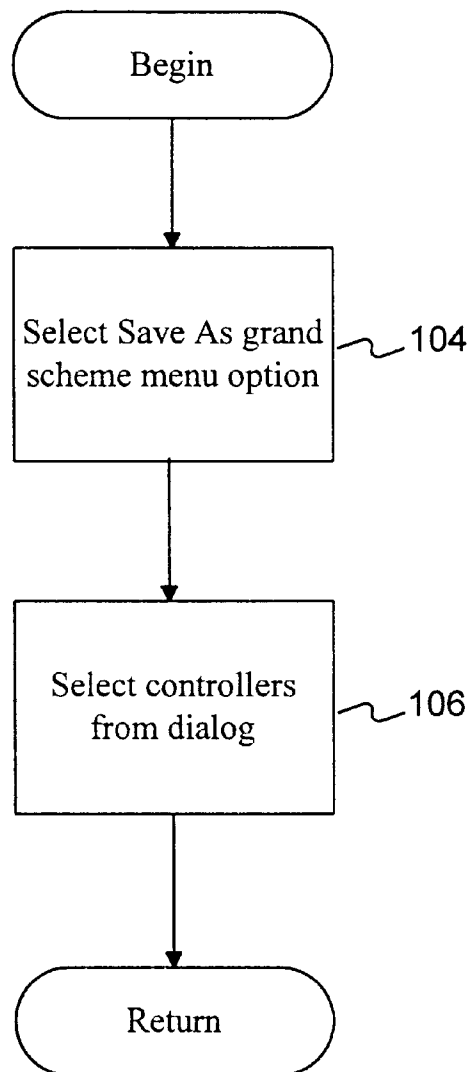 Begin
Select Save As grand
scheme menu option
104
Select controllers
from dialog
106
Return